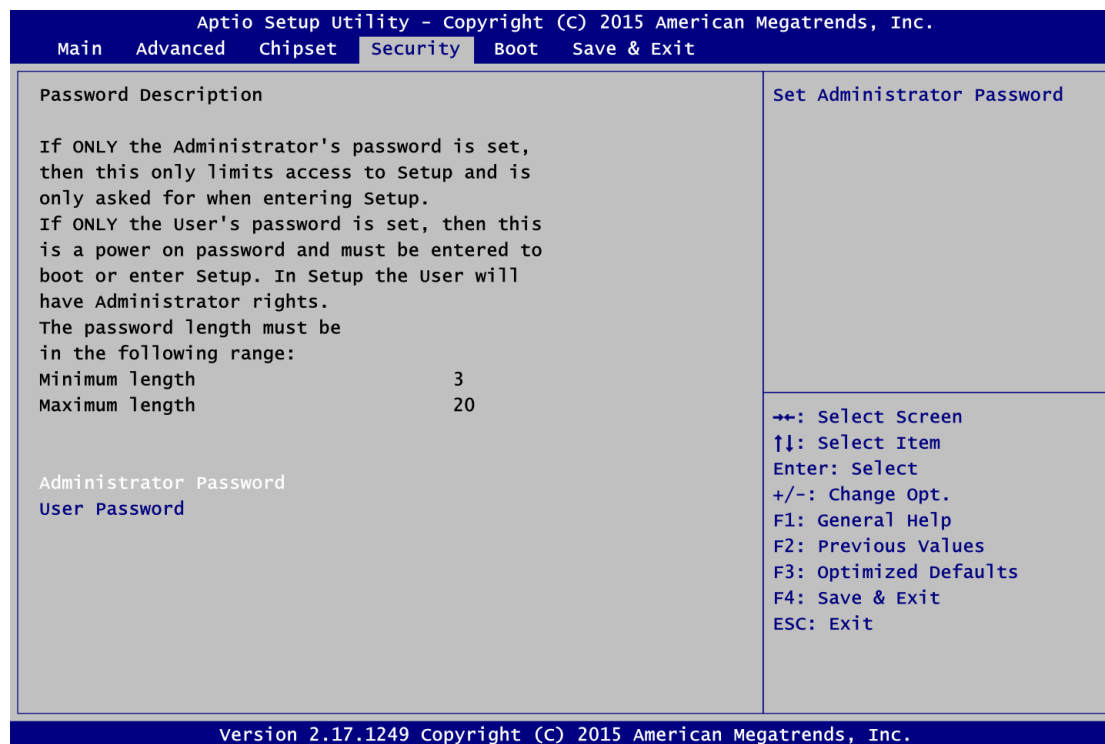 Aptio Setup Utility - Copyright (C) 2015 American Megatrends, Inc.
Main Advanced Chipset Security Boot Save & Exit
Password Description
If ONLY the Administrator's password is set,
then this only limits access to Setup and is
only asked for when entering Setup.
If ONLY the User's password is set, then this
is a power on password and must be entered to
boot or enter Setup. In Setup the User will
have Administrator rights.
The password length must be
in the following range:
Minimum length 3
Maximum length 20
Administrator Password
User Password
Set Administrator Password
→←: Select Screen
↑↓: Select Item
Enter: Select
+/-: Change Opt.
F1: General Help
F2: Previous Values
F3: Optimized Defaults
F4: Save & Exit
ESC: Exit
Version 2.17.1249 Copyright (C) 2015 American Megatrends, Inc.